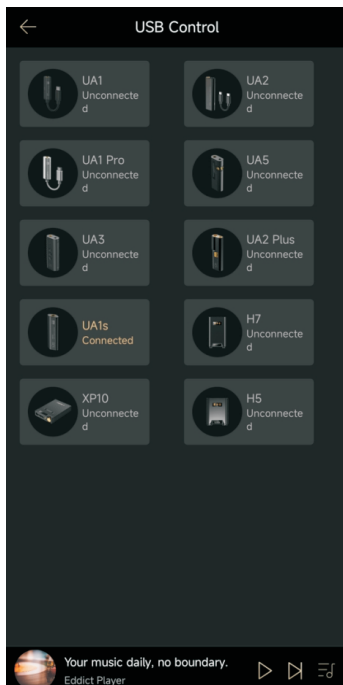 USB Control
UA1
Unconnecte
d
UA2
Unconnecte
d
UA1 Pro
Unconnecte
d
UA5
Unconnecte
d
UA3
Unconnecte
d
UA2 Plus
Unconnecte
d
UA1s
Connected
H7
Unconnecte
d
XP10
Unconnecte
d
H5
Unconnecte
d
Your music daily, no boundary.
Eddict Player